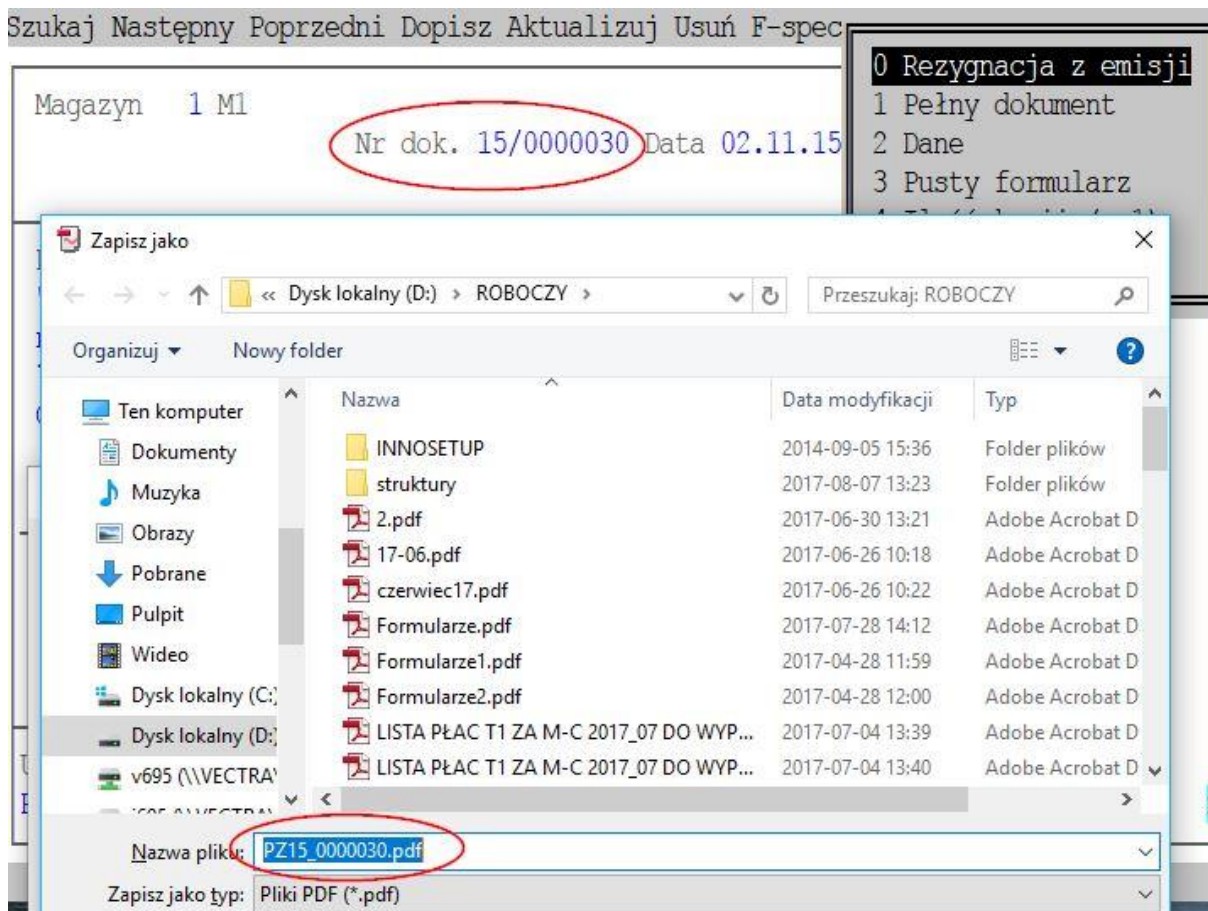 Szukaj Następny Poprzedni Dopisz Aktualizuj Usuń F-spec
0 Rezygnacja z emisji
1 Pełny dokument
2 Dane
3 Pusty formularz
Magazyn 1 M1
Nr dok. 15/0000030 Data 02.11.15
Zapisz jako
« Dysk lokalny (D:) › ROBOCZY ›
Przeszukaj: ROBOCZY
Organizuj Nowy folder
Nazwa Data modyfikacji Typ
Ten komputer
Dokumenty
Muzyka
Obrazy
Pobrane
Pulpit
Wideo
Dysk lokalny (C:)
Dysk lokalny (D:)
v695 (\\VECTRA\
INNOSETUP 2014-09-05 15:36 Folder plików
struktury 2017-08-07 13:23 Folder plików
2.pdf 2017-06-30 13:21 Adobe Acrobat D
17-06.pdf 2017-06-26 10:18 Adobe Acrobat D
czerwiec17.pdf 2017-06-26 10:22 Adobe Acrobat D
Formularze.pdf 2017-07-28 14:12 Adobe Acrobat D
Formularze1.pdf 2017-04-28 11:59 Adobe Acrobat D
Formularze2.pdf 2017-04-28 12:00 Adobe Acrobat D
LISTA PŁAC T1 ZA M-C 2017_07 DO WYP... 2017-07-04 13:39 Adobe Acrobat D
LISTA PŁAC T1 ZA M-C 2017_07 DO WYP... 2017-07-04 13:40 Adobe Acrobat D
Nazwa pliku: PZ15_0000030.pdf
Zapisz jako typ: Pliki PDF (*.pdf)